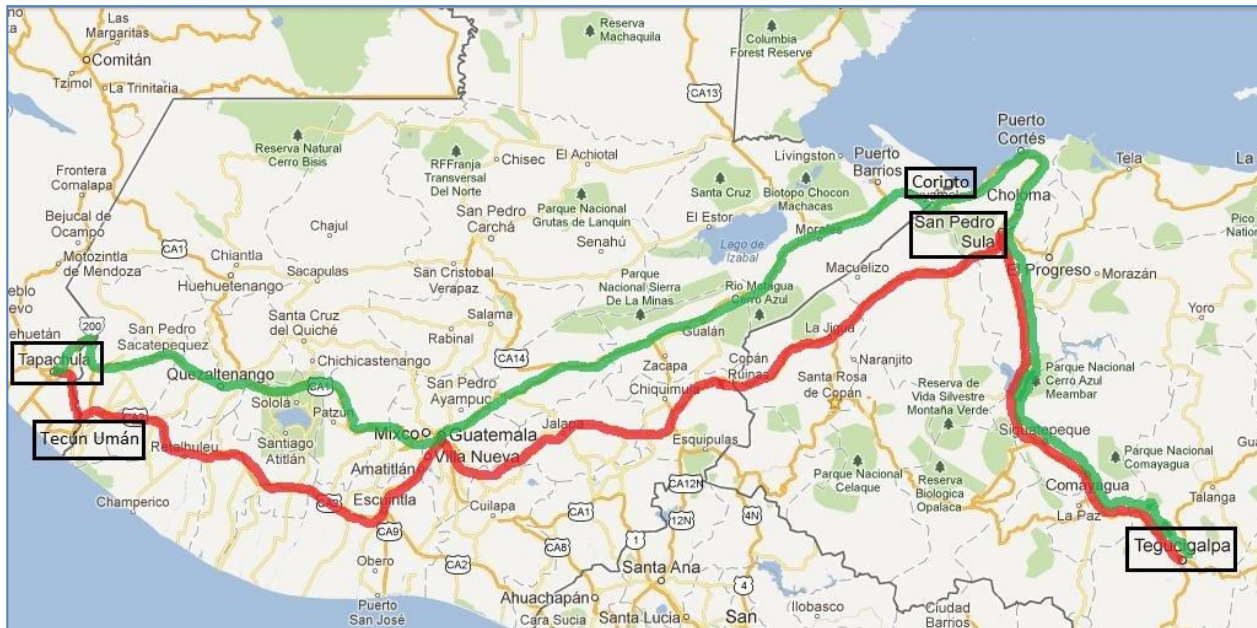 Las
Margaritas
Comitán
Tzimol
La Trinitaria
Reserva
Machaquila
Columbia
Forest Reserve
CA13
Frontera
Comalapa
Bejucal de
Ocampo
Motozintla
de Mendoza
Reserva Natural
Cerro Bisis
RFFranja
Transversal
Del Norte
Chisec
El Achiotal
San Pedro
Carchá
Parque Nacional
Grutas de Lanquin
Senahú
Santa Cruz
El Estor
Lago de
Izabal
Livingston
Biotopo Chocon
Machacas
Puerto
Barrios
Corinto
Puerto
Cortés
Tela
La
Choloma
San Pedro
Sula
El Progreso
Morazán
Yoro
Morales
Macuelizo
CA1
Chajul
Chiantla
Huehuetenango
Sacapulas
San Cristobal
Verapaz
Parque
Nacional Sierra
De La Minas
Rio Motagua
Cerro Azul
200
Tapachula
San Pedro
Sacatepequez
Santa Cruz
del Quiché
Rabinal
Salama
CA14
Gualán
La Jigua
Quezaltenango
Chichicastenango
San Pedro
Ayampuc
Zacapa
Chiquimula
Copán
Ruinas
Naranjito
Santa Rosa
de Copán
Reserva de
Vida Silvestre
Montaña Verde
Parque Nacional
Cerro Azul
Meambar
CA1
Sololá
Patzún
Santiago
Atitlán
Mixco
Guatemala
Villa Nueva
Amatitlán
Jalapa
Esquipulas
Siguatepeque
Parque Nacional
Comayagua
Tecún Umán
CA2
Retalhuleu
Champerico
CA2
Escuintla
CA9
Cuilapa
CA1
CA12N
12N
4N
Parque Nacional
Celaque
Reserva
Biologica
Opalaca
Comayagua
La Paz
Talanga
Tegucigalpa
Obero
CA2
CA8
1
Puerto
San José
Ahuachapán
Cara Sucia
Santa Ana
Santa Lucia
4
San
Ilobasco
Ciudad
Barrios